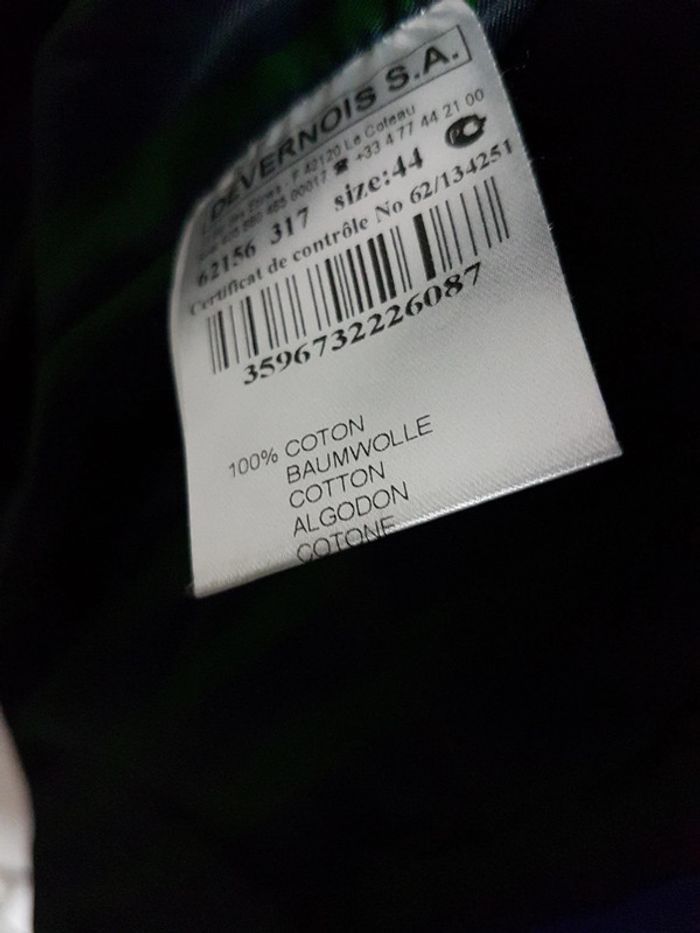 DEVERNOIS S.A.
F 42120 Le Coteau
00017 ☎ +33 4 77 44 21 00
62156 317 size:44
Certificat de contrôle No 62/134251
3596732226087
100% COTON
BAUMWOLLE
COTTON
ALGODON
COTONE